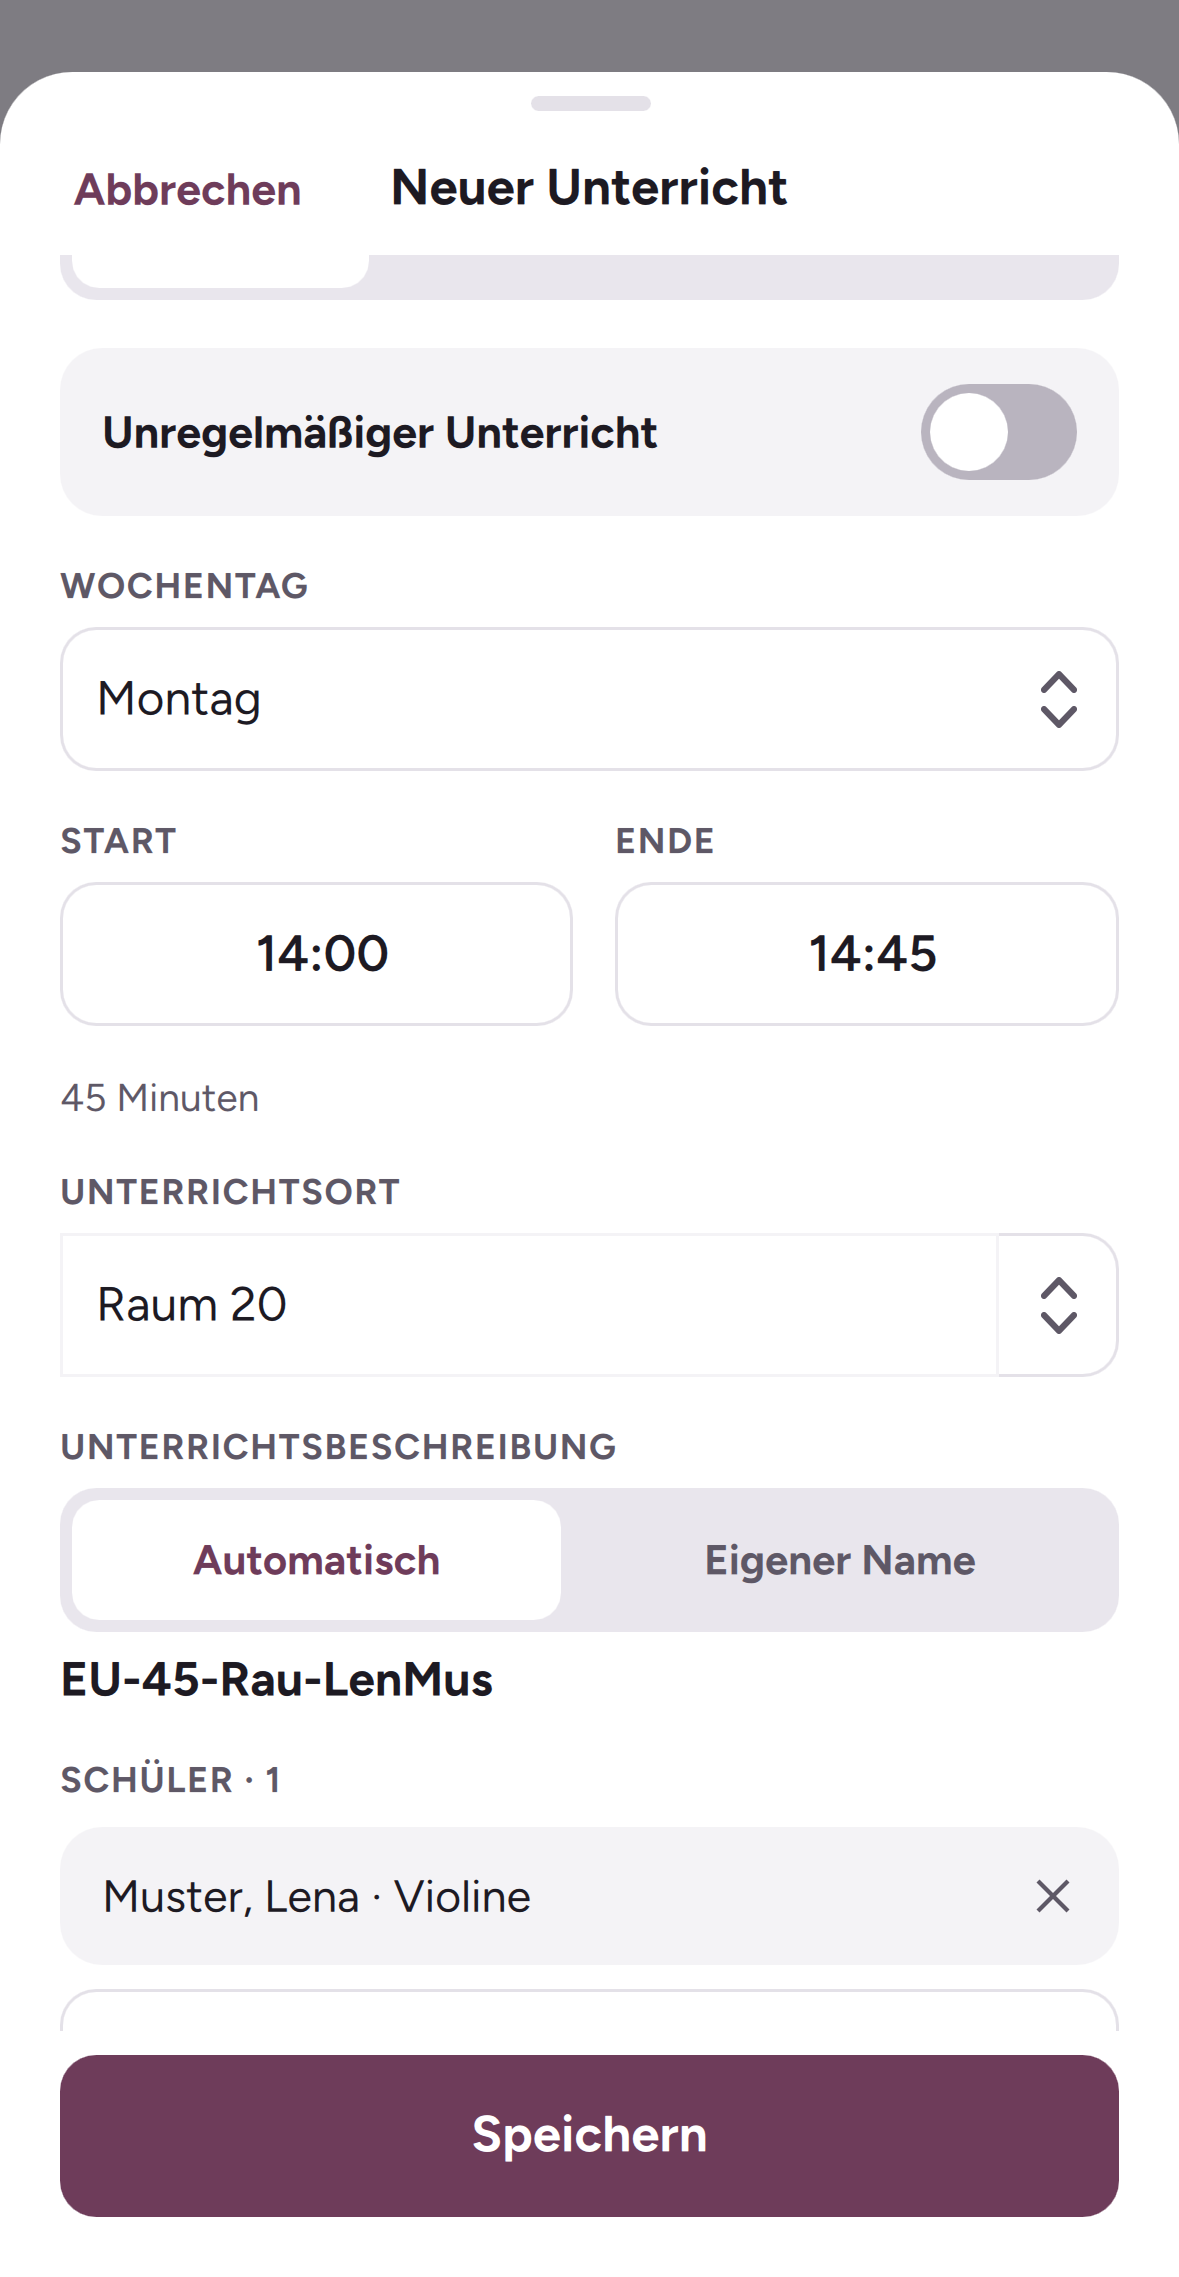 Abbrechen
Neuer Unterricht
Unregelmäßiger Unterricht
WOCHENTAG
Montag
START
ENDE
14:00
14:45
45 Minuten
UNTERRICHTSORT
Raum 20
UNTERRICHTSBESCHREIBUNG
Automatisch
Eigener Name
EU-45-Rau-LenMus
SCHÜLER · 1
Muster, Lena · Violine
Speichern